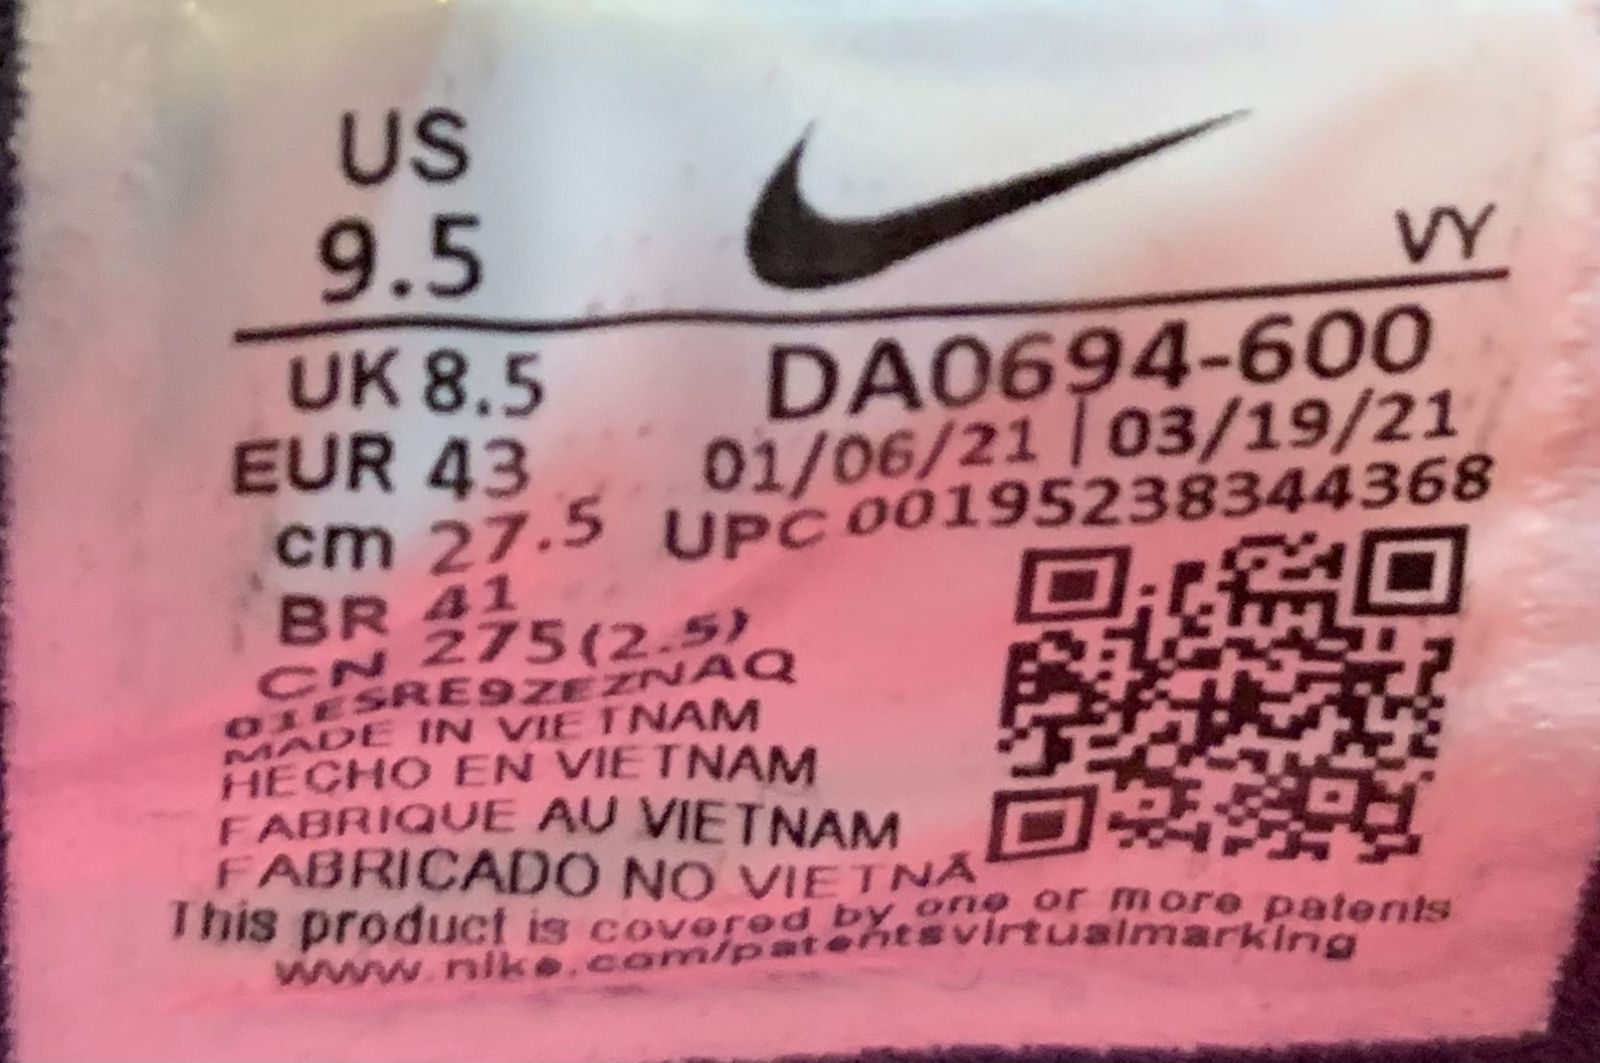 US
9.5
VY
UK 8.5
EUR 43
cm 27.5
BR 41
CN 275(2.5)
DA0694-600
01/06/21 | 03/19/21
UPC 00195238344368
01ESRE9ZEZNAQ
MADE IN VIETNAM
HECHO EN VIETNAM
FABRIQUE AU VIETNAM
FABRICADO NO VIETNÃ
This product is covered by one or more patents
www.nike.com/patentsvirtualmarking